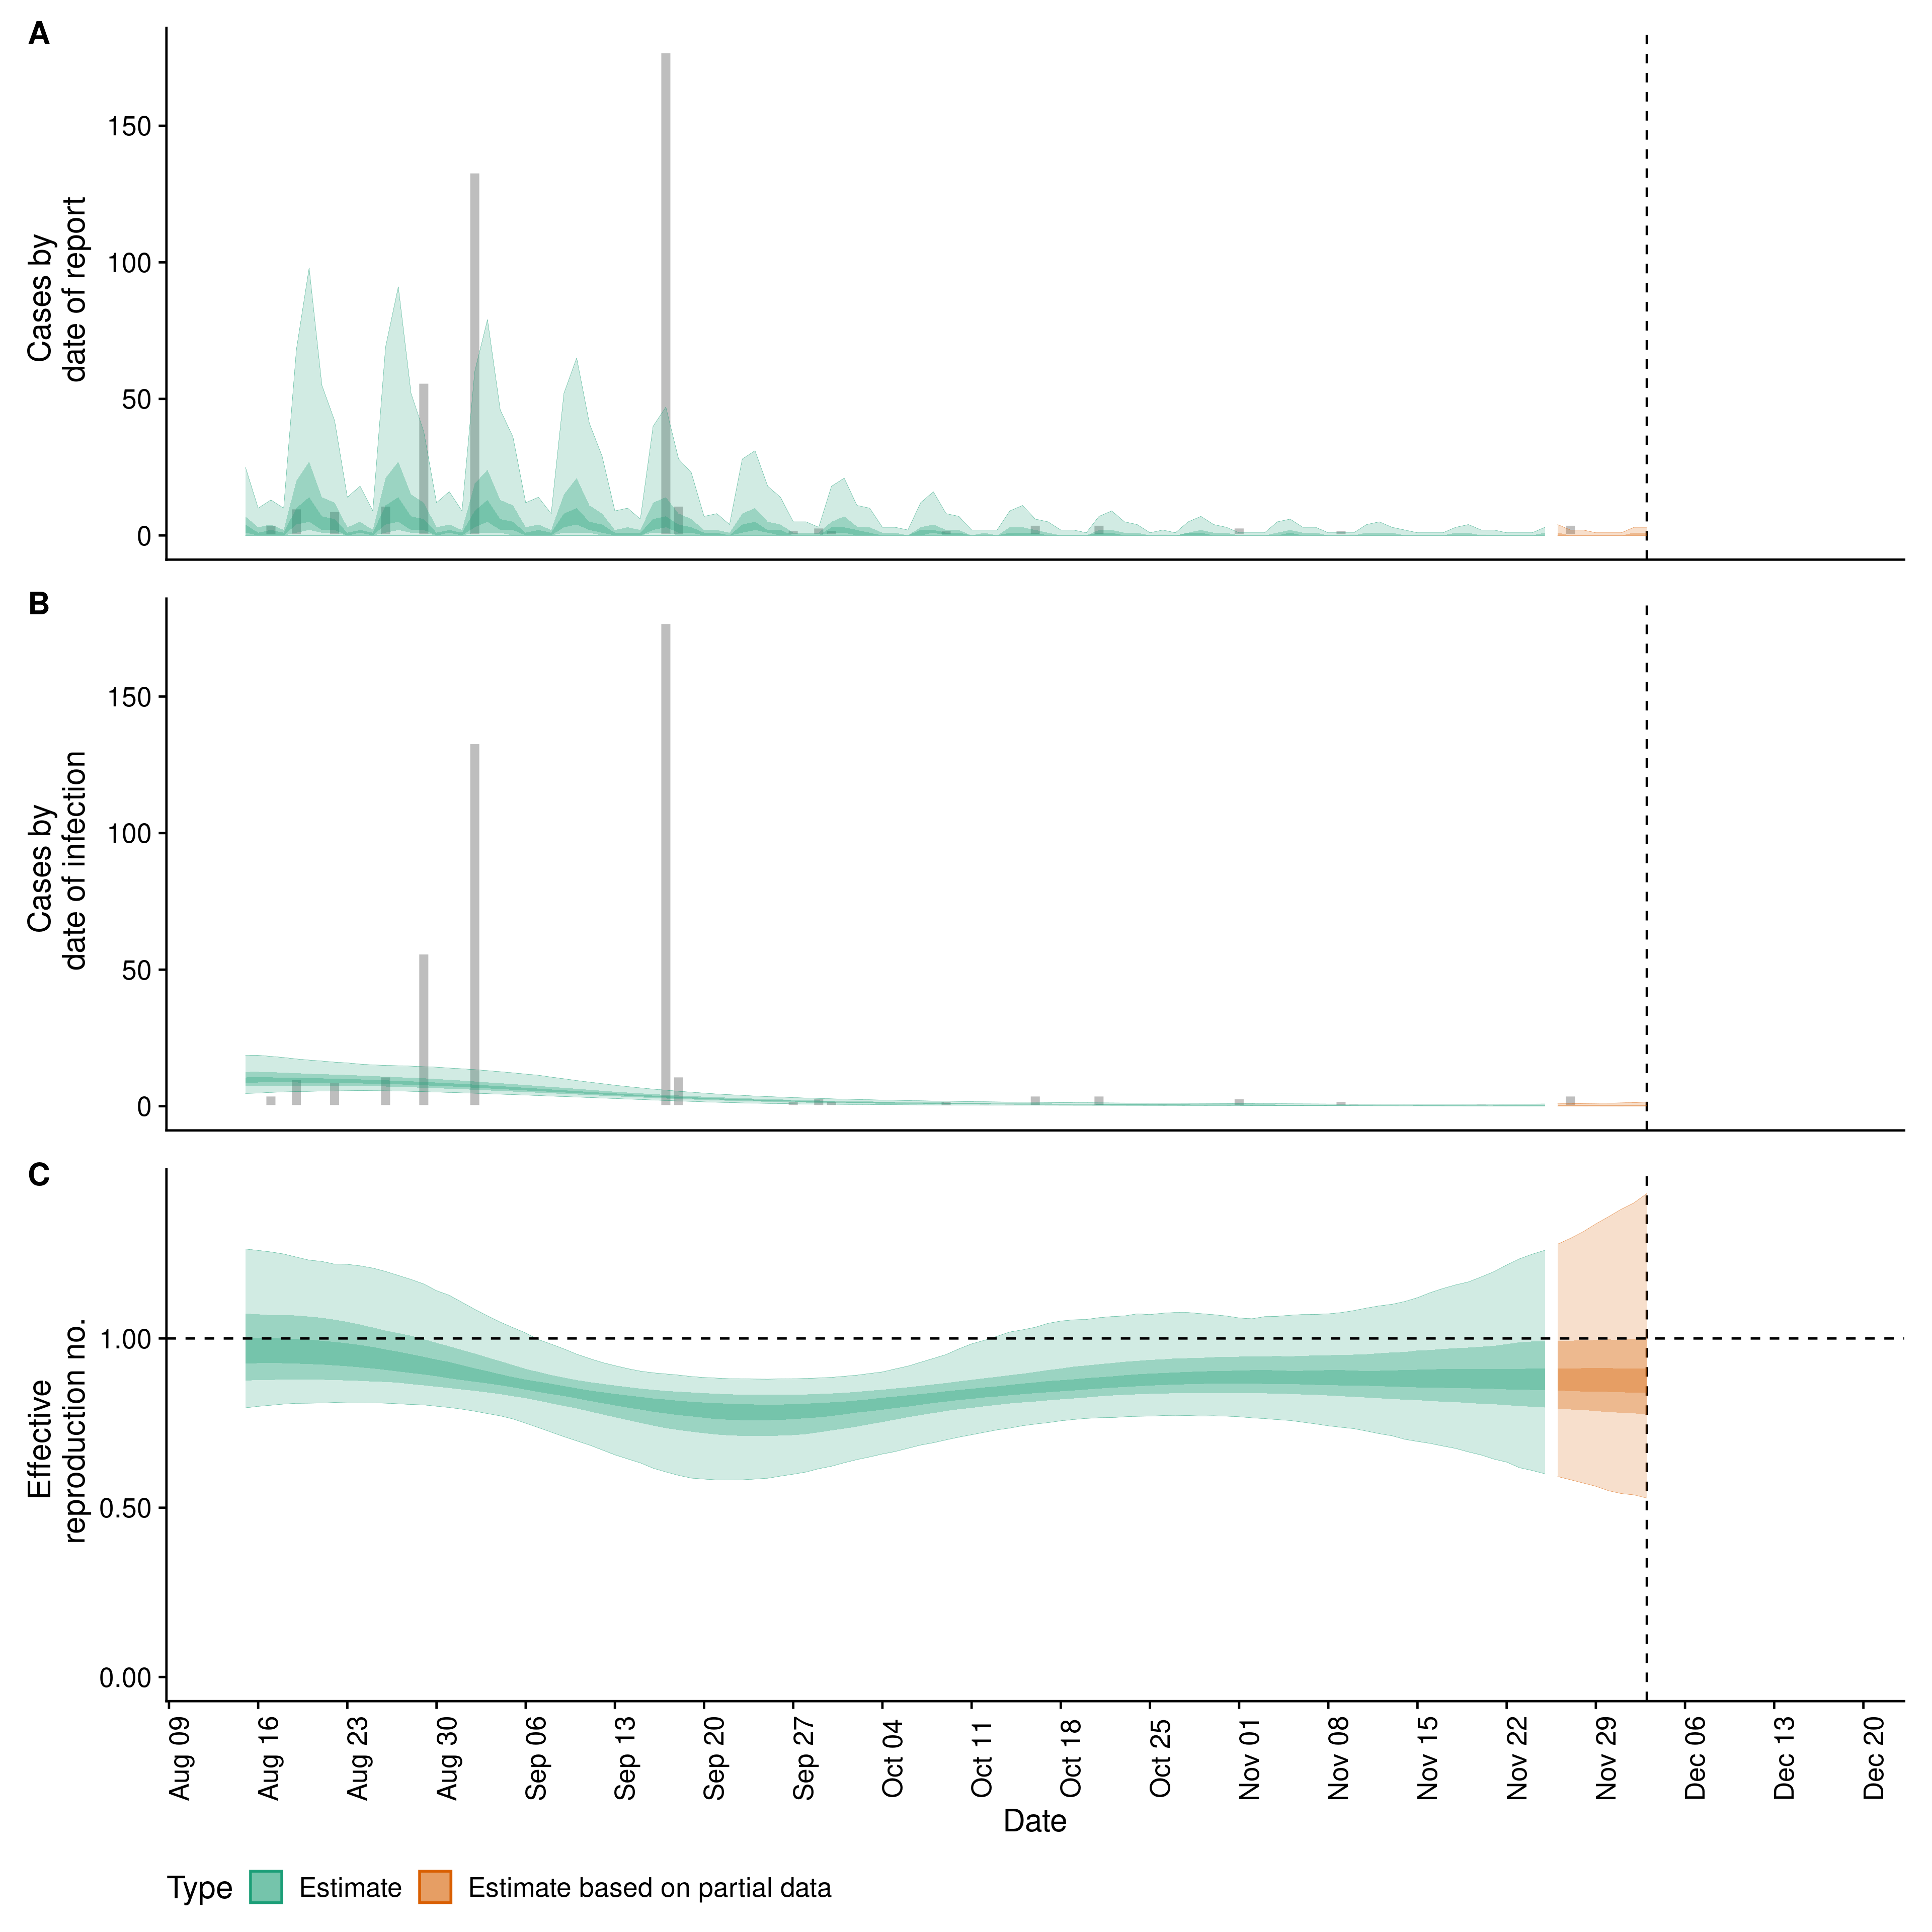 A
Cases by
date of report
150
100
50
0
B
Cases by
date of infection
150
100
50
0
C
Effective
reproduction no.
1.00
0.50
0.00
Aug 09
Aug 16
Aug 23
Aug 30
Sep 06
Sep 13
Sep 20
Sep 27
Oct 04
Oct 11
Oct 18
Oct 25
Nov 01
Nov 08
Nov 15
Nov 22
Nov 29
Dec 06
Dec 13
Dec 20
Date
Type Estimate Estimate based on partial data